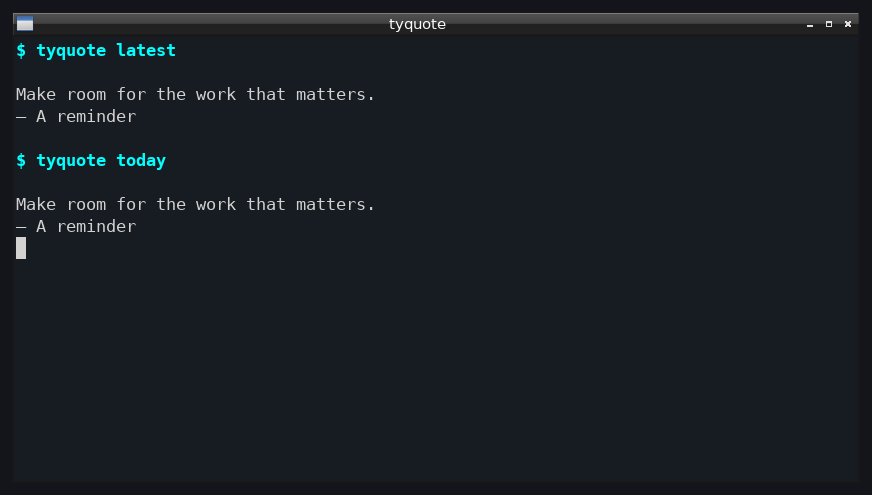 tyquote
$ tyquote latest
Make room for the work that matters.
— A reminder
$ tyquote today
Make room for the work that matters.
— A reminder